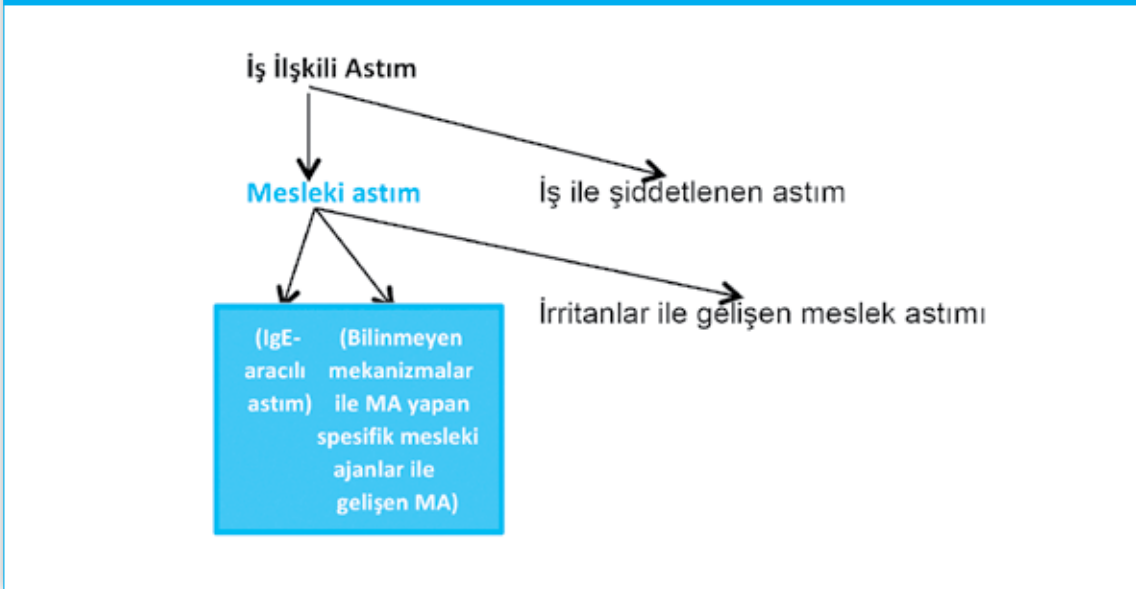 İş İlşkili Astım
Mesleki astım
İş ile şiddetlenen astım
İrritanlar ile gelişen meslek astımı
(IgE-
aracılı
astım)
(Bilinmeyen
mekanizmalar
ile MA yapan
spesifik mesleki
ajanlar ile
gelişen MA)